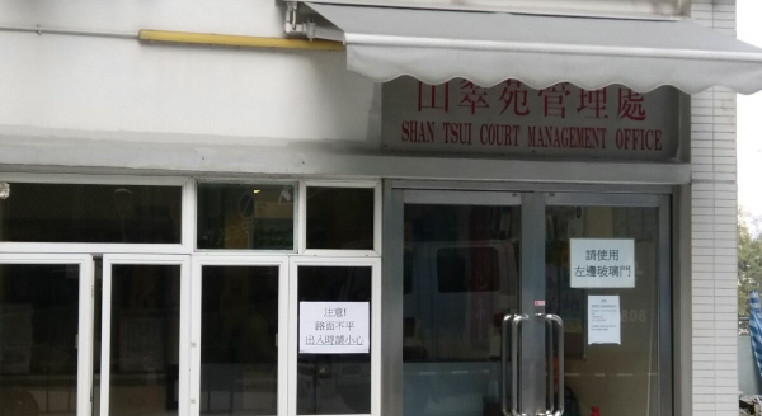 山翠苑管理處
SHAN TSUI COURT MANAGEMENT OFFICE
請使用
左邊玻璃門
注意!
路面不平
出入時請小心